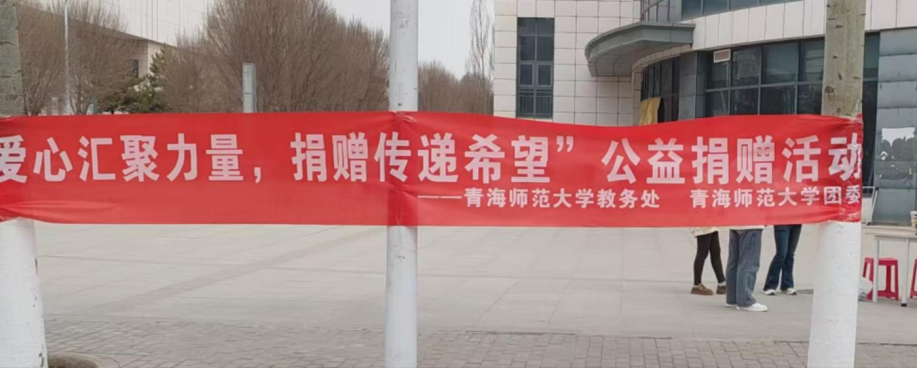 爱心汇聚力量，捐赠传递希望”公益捐赠活动
——青海师范大学教务处 青海师范大学团委